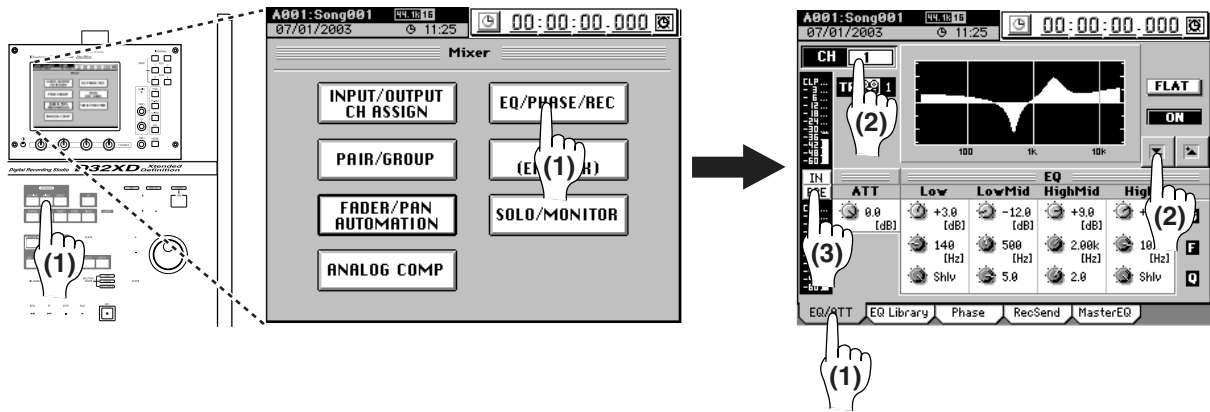 Digital Recording Studio D32XD Xtended Definition
(1)
A001:Song001 44.1k 16 00:00:00.000
07/01/2003 11:25
Mixer
INPUT/OUTPUT
CH ASSIGN
EQ/PHASE/REC
PAIR/GROUP
(1)
FADER/PAN
AUTOMATION
SOLO/MONITOR
ANALOG COMP
A001:Song001 44.1k 16 00:00:00.000
07/01/2003 11:25
CH 1
CLP
TR 1
(2)
FLAT
ON
100 1k 10k
(2)
IN
EQ
ATT Low LowMid HighMid
0.0 +3.0 -12.0 +9.0
[dB] [dB] [dB] [dB]
140 500 2.00k F
[Hz] [Hz] [Hz] [Hz]
Shlv 5.0 2.0 Shlv Q
(3)
EQ/ATT EQ Library Phase RecSend MasterEQ
(1)